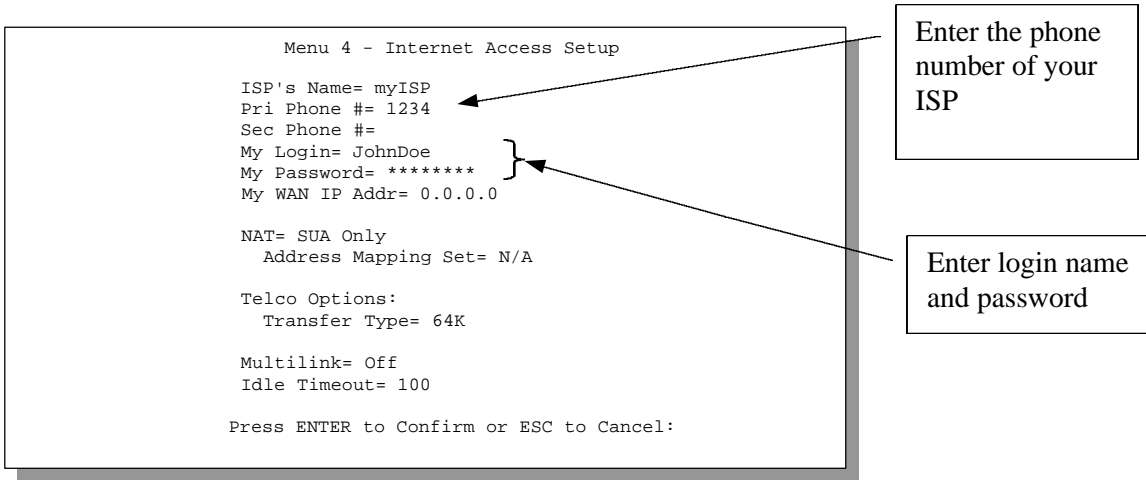 Menu 4 - Internet Access Setup
ISP's Name= myISP
Pri Phone #= 1234
Sec Phone #=
My Login= JohnDoe
My Password= ********
My WAN IP Addr= 0.0.0.0
NAT= SUA Only
Address Mapping Set= N/A
Telco Options:
Transfer Type= 64K
Multilink= Off
Idle Timeout= 100
Press ENTER to Confirm or ESC to Cancel:
Enter the phone
number of your
ISP
Enter login name
and password